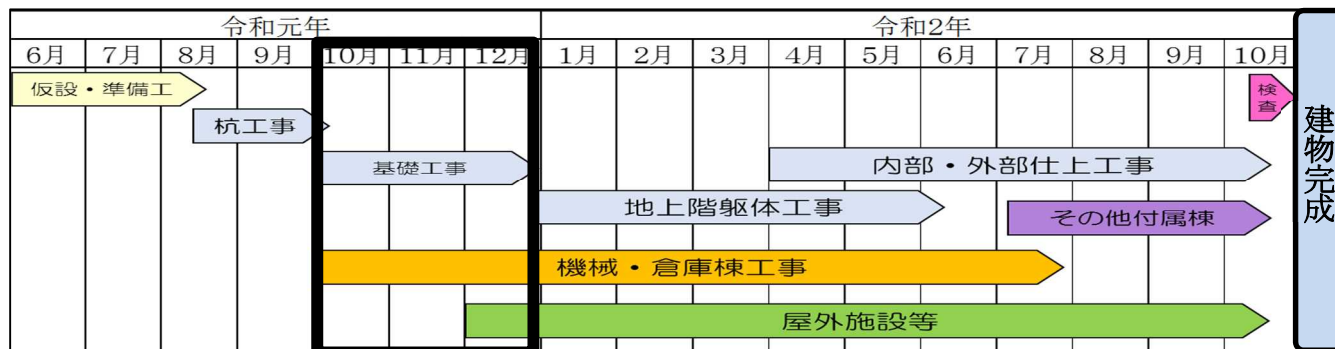 令和元年
令和2年
6月
7月
8月
9月
10月
11月
12月
1月
2月
3月
4月
5月
6月
7月
8月
9月
10月
仮設・準備工
検査
杭工事
基礎工事
内部・外部仕上工事
地上階躯体工事
その他付属棟
機械・倉庫棟工事
屋外施設等
建物完成